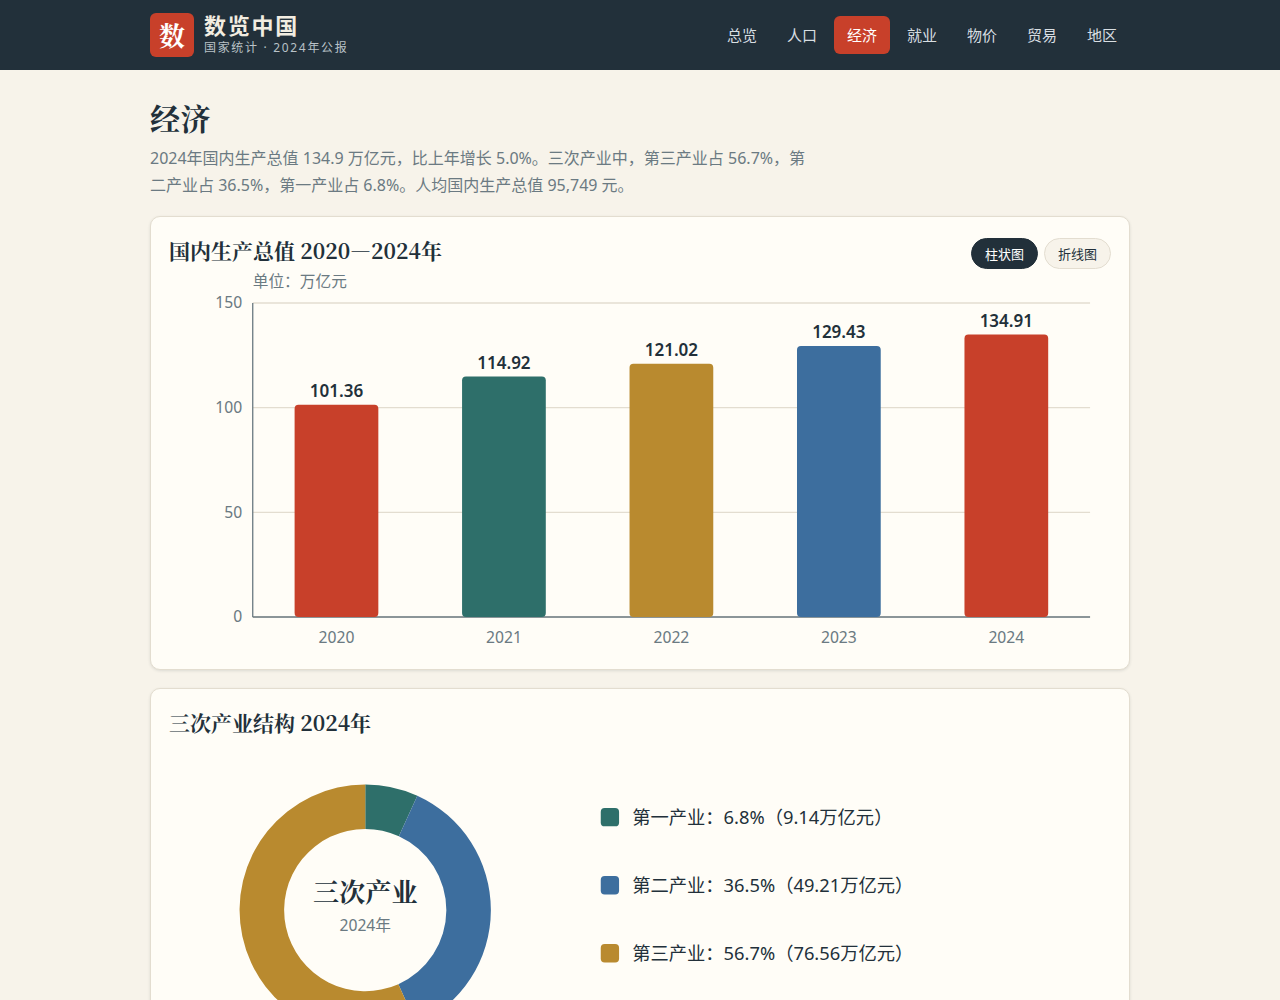 数
数览中国
国家统计 · 2024年公报
总览 人口 经济 就业 物价 贸易 地区
经济
2024年国内生产总值 134.9 万亿元，比上年增长 5.0%。三次产业中，第三产业占 56.7%，第
二产业占 36.5%，第一产业占 6.8%。人均国内生产总值 95,749 元。
国内生产总值 2020—2024年
柱状图 折线图
单位：万亿元
150
100
50
0
101.36
114.92
121.02
129.43
134.91
2020 2021 2022 2023 2024
三次产业结构 2024年
三次产业
2024年
第一产业：6.8%（9.14万亿元）
第二产业：36.5%（49.21万亿元）
第三产业：56.7%（76.56万亿元）